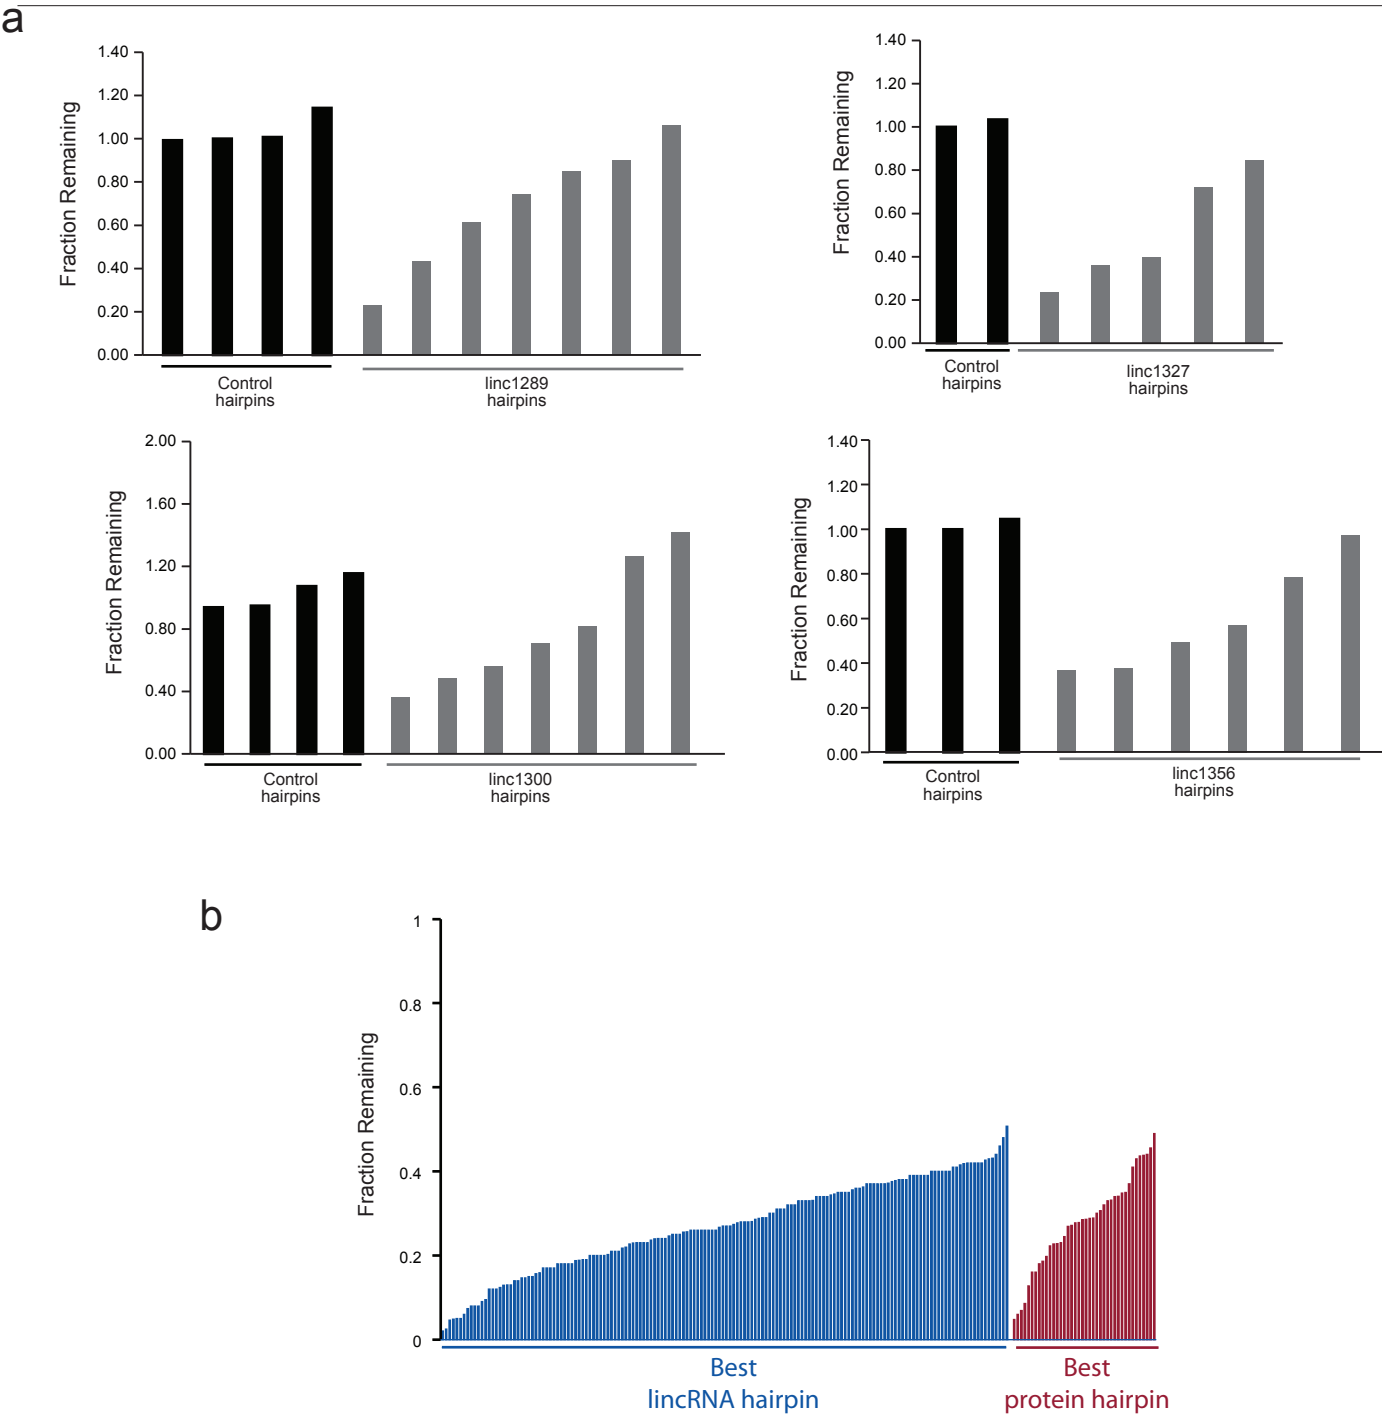 a
1.40
1.20
1.00
0.80
0.60
0.40
0.20
0.00
Fraction Remaining
Control
hairpins
linc1289
hairpins
1.40
1.20
1.00
0.80
0.60
0.40
0.20
0.00
Fraction Remaining
Control
hairpins
linc1327
hairpins
2.00
1.60
1.20
0.80
0.40
0.00
Fraction Remaining
Control
hairpins
linc1300
hairpins
1.40
1.20
1.00
0.80
0.60
0.40
0.20
0.00
Fraction Remaining
Control
hairpins
linc1356
hairpins
b
1
0.8
0.6
0.4
0.2
0
Fraction Remaining
Best
lincRNA hairpin
Best
protein hairpin